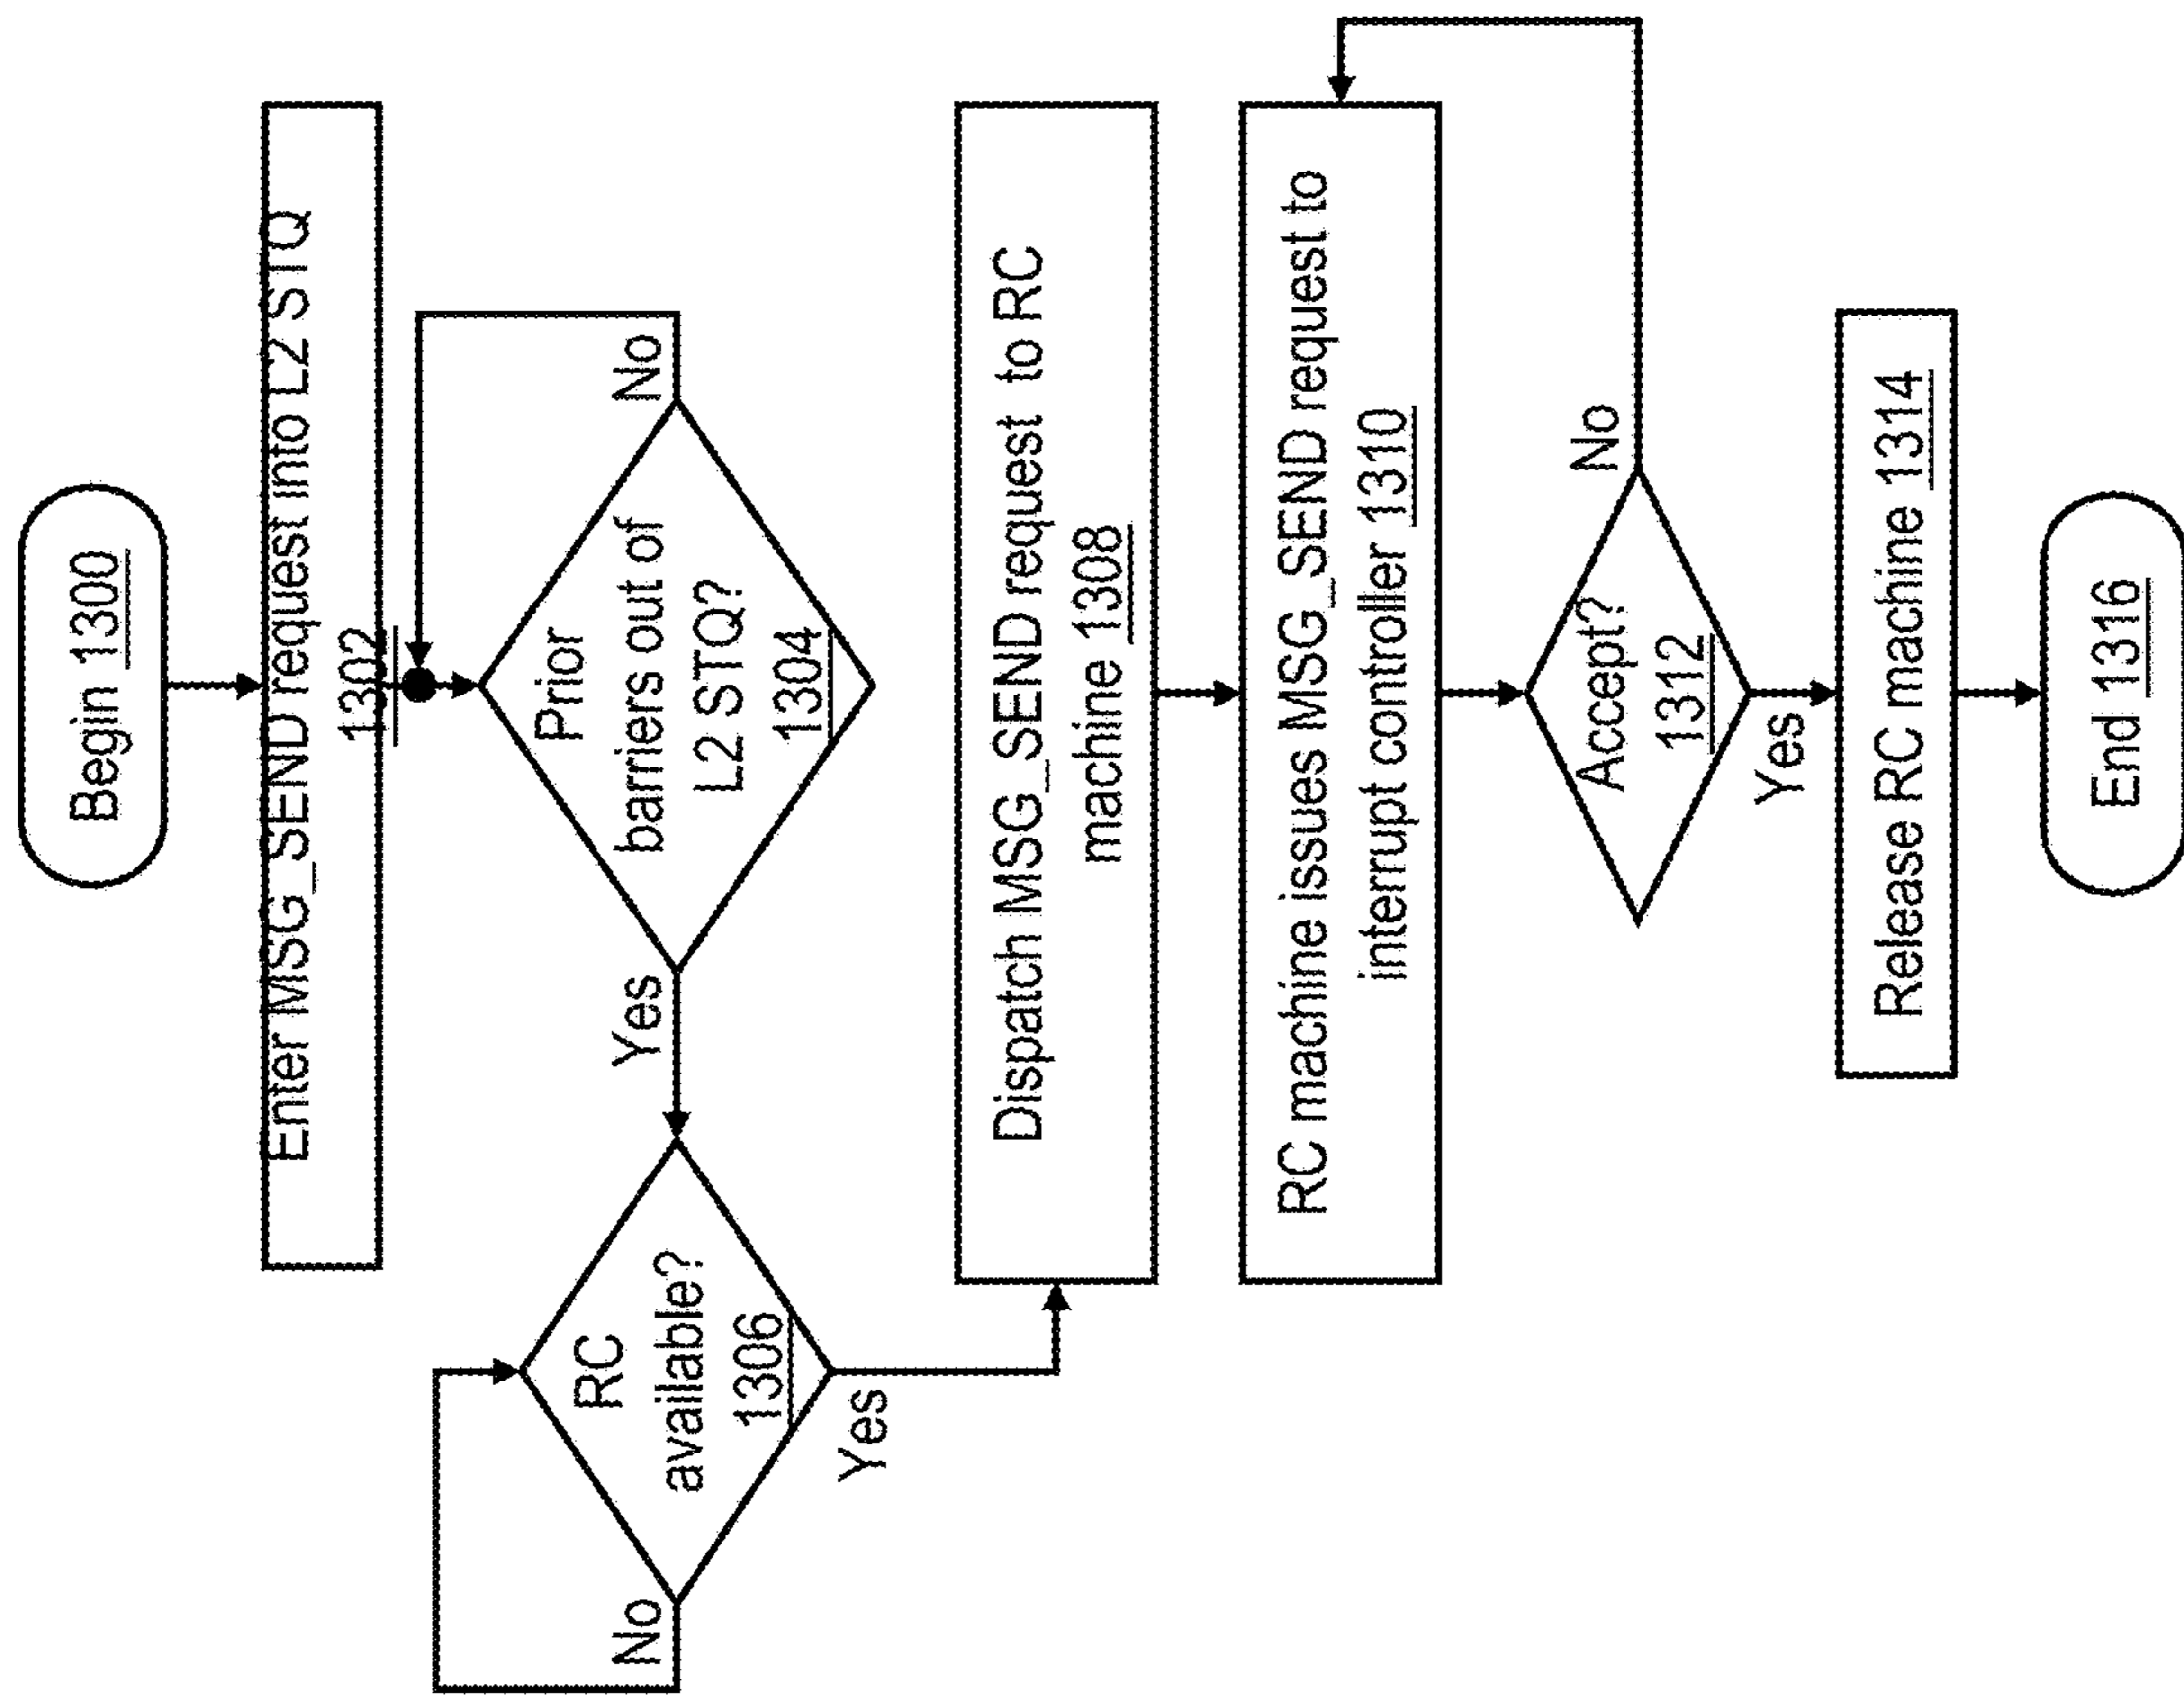 Begin 1300
Enter MSG_SEND request into L2 STQ
1302
Prior
barriers out of
L2 STQ?
1304
No
Yes
RC
available?
1306
No
Yes
Dispatch MSG_SEND request to RC
machine 1308
RC machine issues MSG_SEND request to
interrupt controller 1310
Accept?
1312
No
Yes
Release RC machine 1314
End 1316